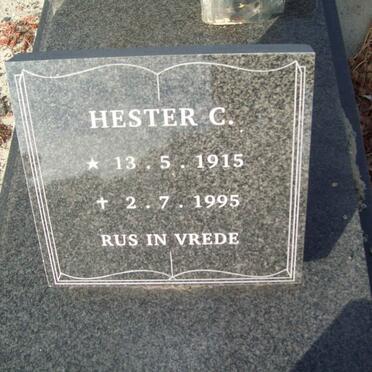 HESTER C.
★ 13.5.1915
✝ 2.7.1995
RUS IN VREDE